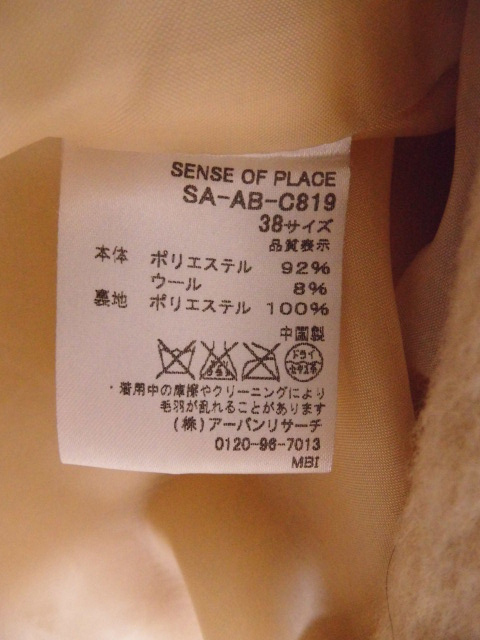 SENSE OF PLACE
SA-AB-C819
38サイズ
品質表示
本体 ポリエステル 92%
ウール 8%
裏地 ポリエステル 100%
中国製
ドライ
・着用中の摩擦やクリーニングにより
毛羽が乱れることがあります
(株)アーバンリサーチ
0120-96-7013
MBI